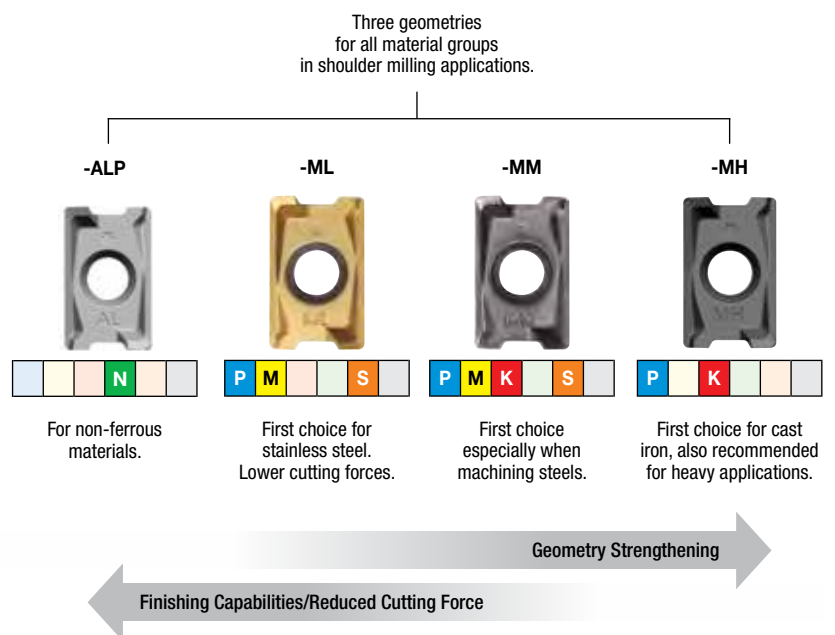 Three geometries
for all material groups
in shoulder milling applications.
-ALP
-ML
-MM
-MH
AL
MH
N
P M S
P M K S
P K
For non-ferrous
materials.
First choice for
stainless steel.
Lower cutting forces.
First choice
especially when
machining steels.
First choice for cast
iron, also recommended
for heavy applications.
Geometry Strengthening
Finishing Capabilities/Reduced Cutting Force